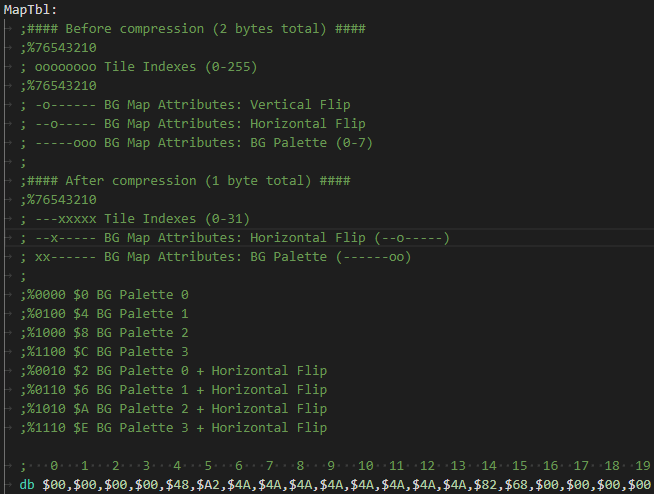 MapTbl:
;#### Before compression (2 bytes total) ####
;%76543210
; oooooooo Tile Indexes (0-255)
;%76543210
; -o------ BG Map Attributes: Vertical Flip
; --o----- BG Map Attributes: Horizontal Flip
; -----ooo BG Map Attributes: BG Palette (0-7)
;
;#### After compression (1 byte total) ####
;%76543210
; ---xxxxx Tile Indexes (0-31)
; --x----- BG Map Attributes: Horizontal Flip (--o-----)
; xx------ BG Map Attributes: BG Palette (------oo)
;
;%0000 $0 BG Palette 0
;%0100 $4 BG Palette 1
;%1000 $8 BG Palette 2
;%1100 $C BG Palette 3
;%0010 $2 BG Palette 0 + Horizontal Flip
;%0110 $6 BG Palette 1 + Horizontal Flip
;%1010 $A BG Palette 2 + Horizontal Flip
;%1110 $E BG Palette 3 + Horizontal Flip
; 0 1 2 3 4 5 6 7 8 9 10 11 12 13 14 15 16 17 18 19
db $00,$00,$00,$00,$48,$A2,$4A,$4A,$4A,$4A,$4A,$4A,$4A,$4A,$82,$68,$00,$00,$00,$00